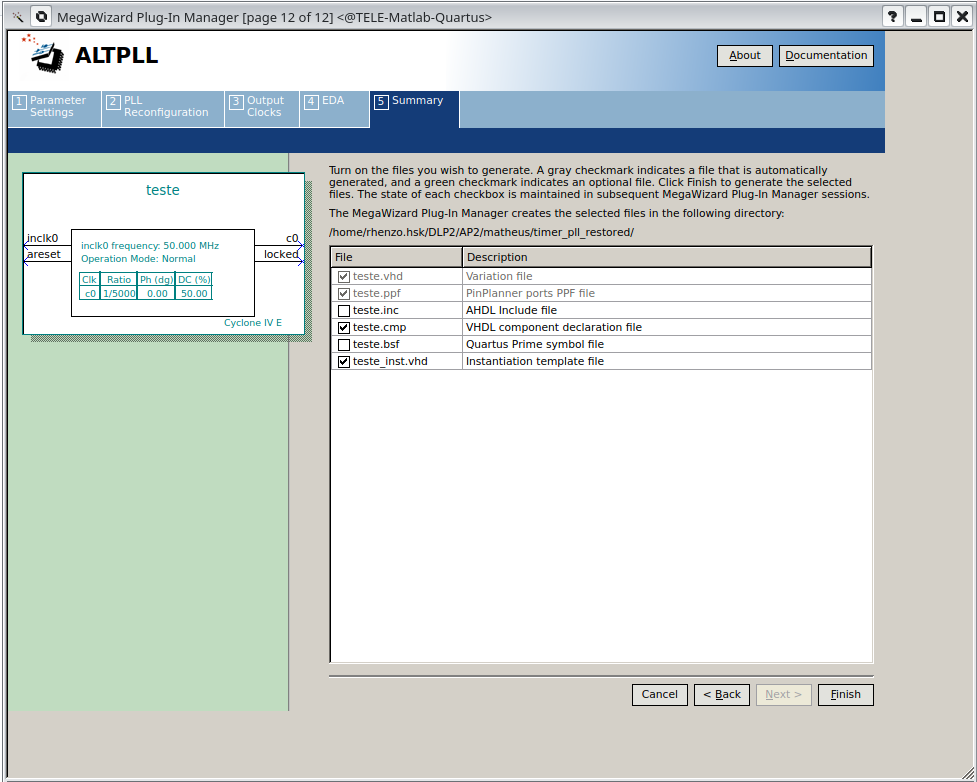 MegaWizard Plug-In Manager [page 12 of 12] <@TELE-Matlab-Quartus>
ALTPLL
About
Documentation
1 Parameter Settings
2 PLL Reconfiguration
3 Output Clocks
4 EDA
5 Summary
teste
inclk0
areset
c0
locked
inclk0 frequency: 50.000 MHz
Operation Mode: Normal
Clk Ratio Ph (dg) DC (%)
c0 1/5000 0.00 50.00
Cyclone IV E
Turn on the files you wish to generate. A gray checkmark indicates a file that is automatically
generated, and a green checkmark indicates an optional file. Click Finish to generate the selected
files. The state of each checkbox is maintained in subsequent MegaWizard Plug-In Manager sessions.
The MegaWizard Plug-In Manager creates the selected files in the following directory:
/home/rhenzo.hsk/DLP2/AP2/matheus/timer_pll_restored/
File Description
teste.vhd Variation file
teste.ppf PinPlanner ports PPF file
teste.inc AHDL Include file
teste.cmp VHDL component declaration file
teste.bsf Quartus Prime symbol file
teste_inst.vhd Instantiation template file
Cancel
< Back
Next >
Finish